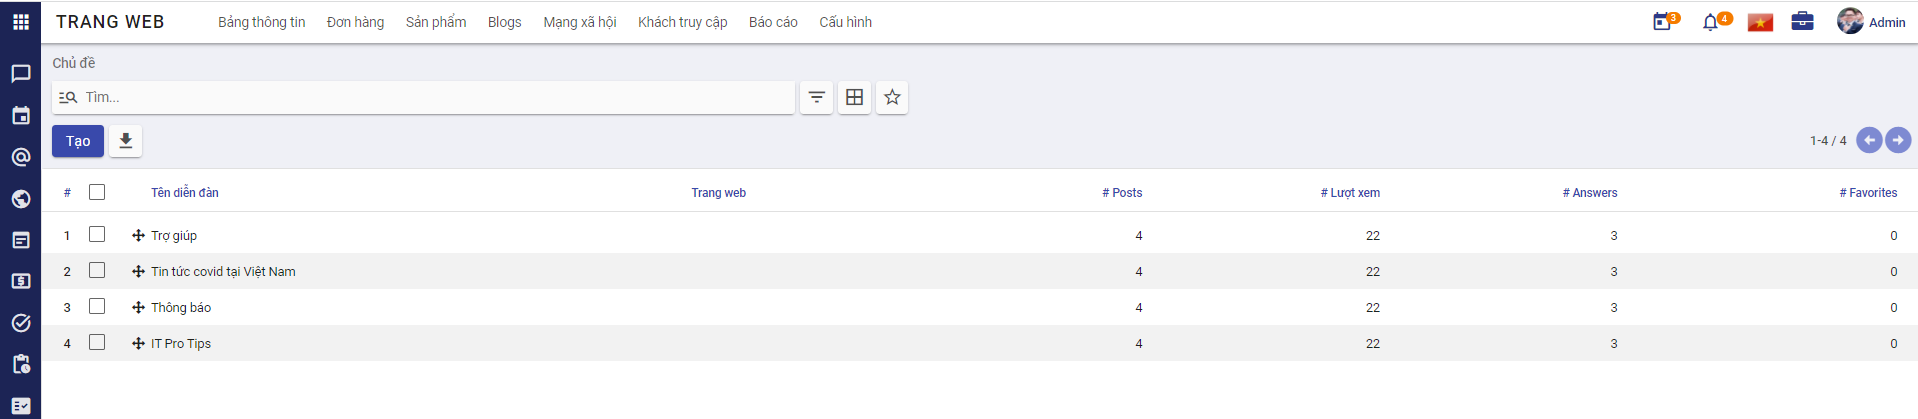 TRANG WEB Bảng thông tin Đơn hàng Sản phẩm Blogs Mạng xã hội Khách truy cập Báo cáo Cấu hình 3 4 Admin
Chủ đề
Tìm...
Tạo 1-4 / 4
# Tên diễn đàn Trang web # Posts # Lượt xem # Answers # Favorites
1 Trợ giúp 4 22 3 0
2 Tin tức covid tại Việt Nam 4 22 3 0
3 Thông báo 4 22 3 0
4 IT Pro Tips 4 22 3 0